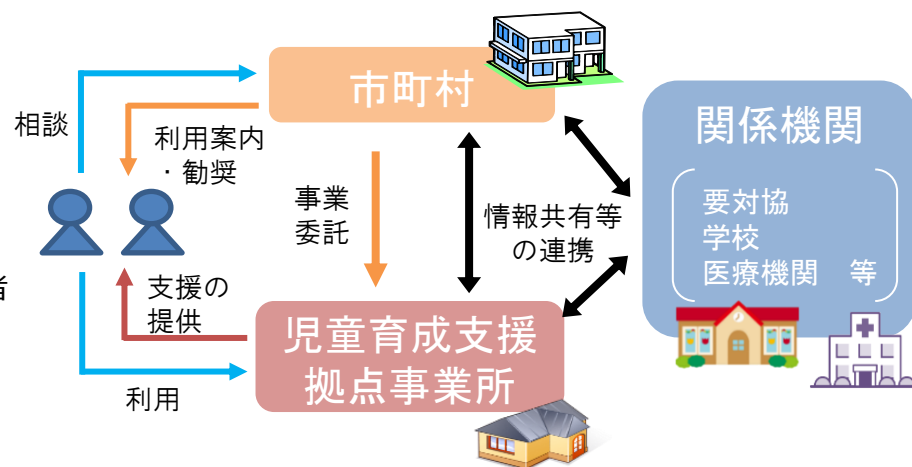 市町村
関係機関
相談
利用案内
・勧奨
要対協
学校
医療機関　等
事業
委託
情報共有等
の連携
者
支援の
提供
児童育成支援
拠点事業所
利用